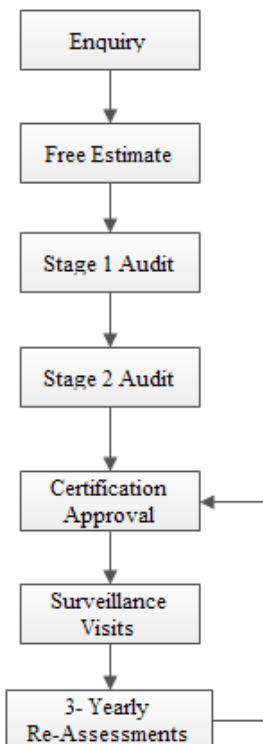 Enquiry
Free Estimate
Stage 1 Audit
Stage 2 Audit
Certification
Approval
Surveillance
Visits
3- Yearly
Re-Assessments